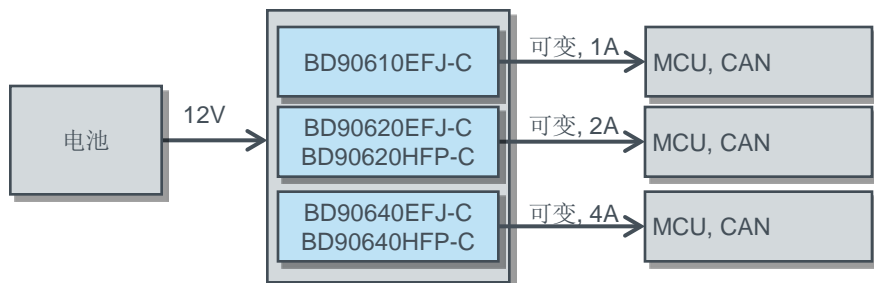 电池
12V
BD90610EFJ-C
可变, 1A
MCU, CAN
BD90620EFJ-C
BD90620HFP-C
可变, 2A
MCU, CAN
BD90640EFJ-C
BD90640HFP-C
可变, 4A
MCU, CAN